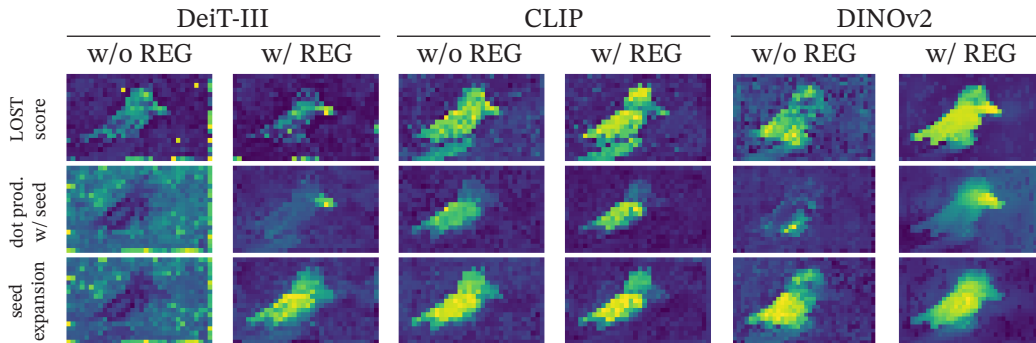 DeiT-III CLIP DINOv2
w/o REG w/ REG w/o REG w/ REG w/o REG w/ REG
LOST
score
dot prod.
w/ seed
seed
expansion